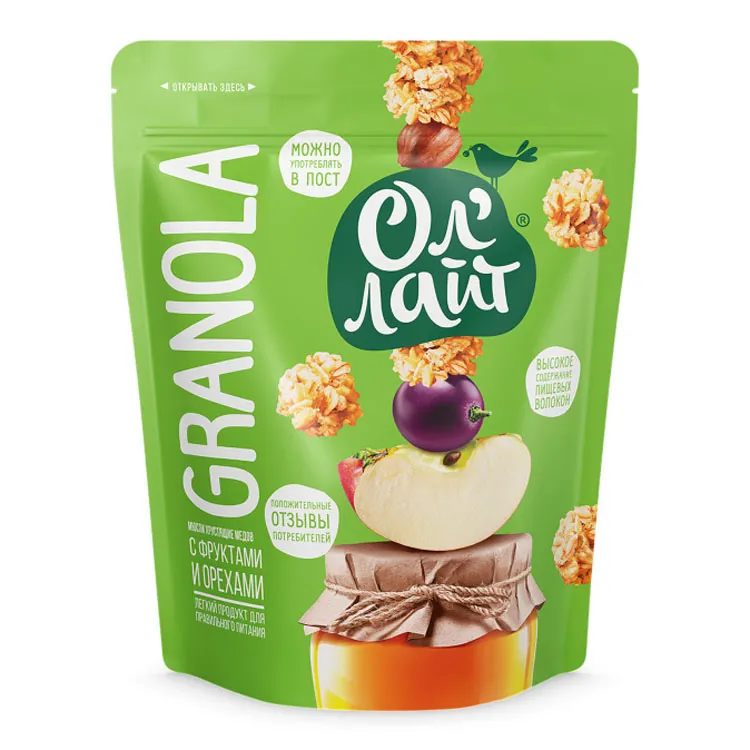 ОТКРЫВАТЬ ЗДЕСЬ
МОЖНО
УПОТРЕБЛЯТЬ
В ПОСТ
Ол'
лайт
®
GRANOLA
ВЫСОКОЕ
СОДЕРЖАНИЕ
ПИЩЕВЫХ
ВОЛОКОН
ПОЛОЖИТЕЛЬНЫЕ
ОТЗЫВЫ
ПОТРЕБИТЕЛЕЙ
МЮСЛИ ХРУСТЯЩИЕ МЕДОВ
С ФРУКТАМИ
И ОРЕХАМИ
ЛЕГКИЙ ПРОДУКТ ДЛЯ
ПРАВИЛЬНОГО ПИТАНИЯ